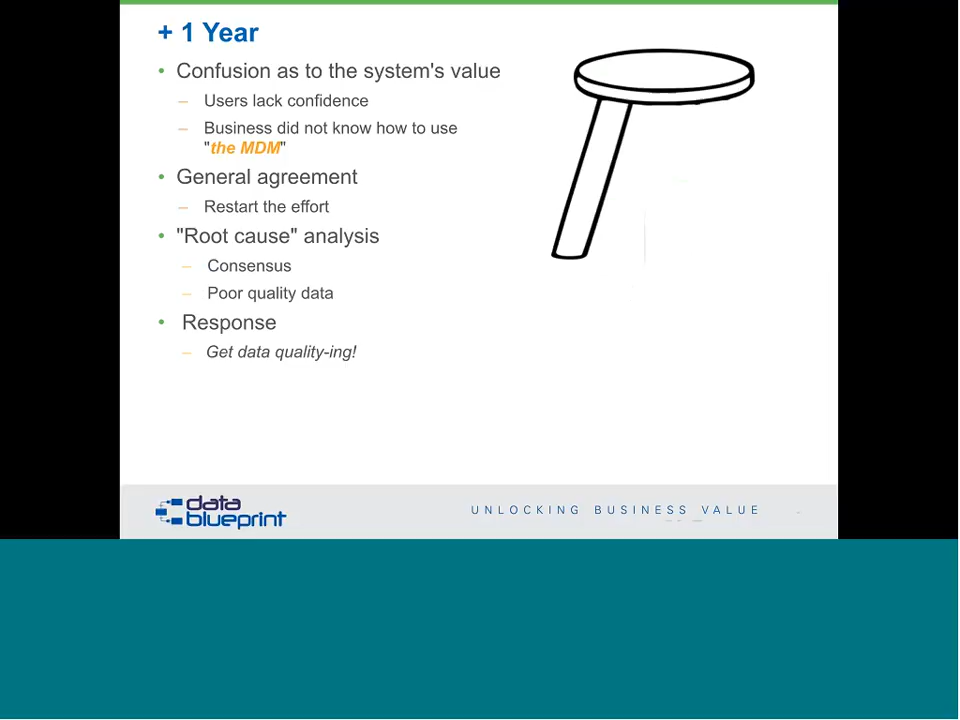 + 1 Year
• Confusion as to the system's value
– Users lack confidence
– Business did not know how to use
"the MDM"
• General agreement
– Restart the effort
• "Root cause" analysis
– Consensus
– Poor quality data
• Response
– Get data quality-ing!
data
blueprint
UNLOCKING BUSINESS VALUE